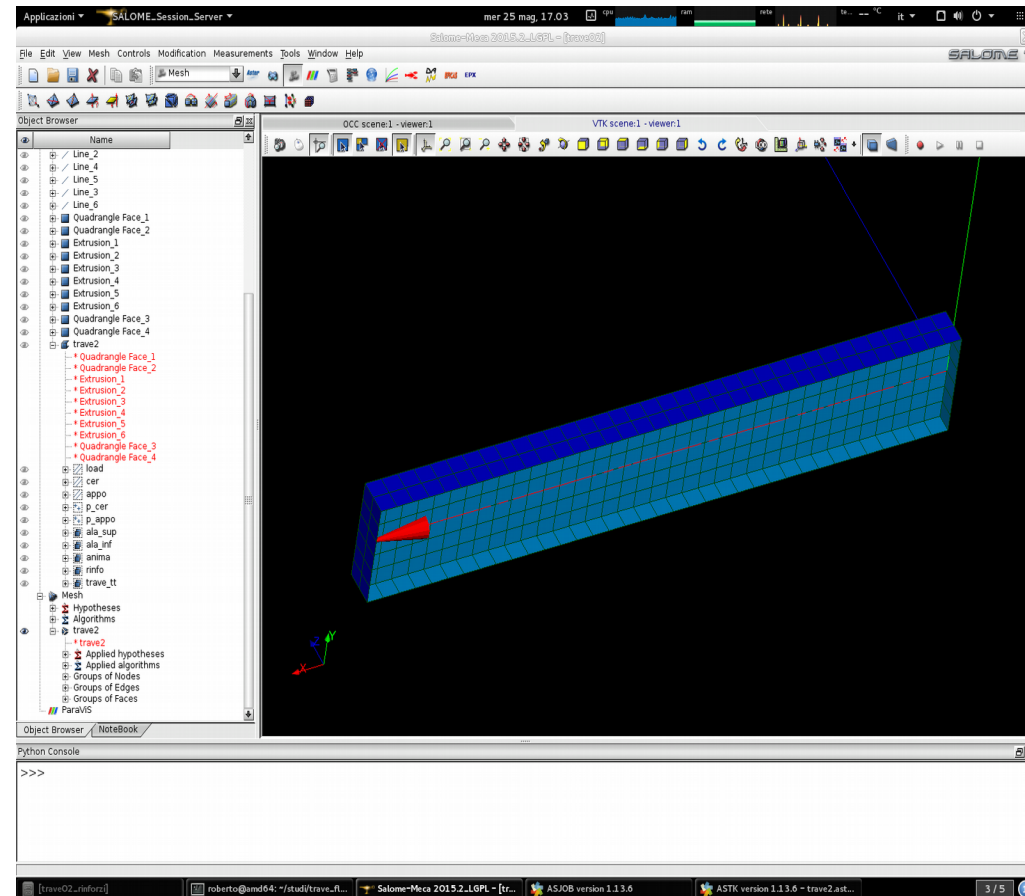 Applicazioni ▾ SALOME_Session_Server ▾ mer 25 mag, 17.03 cpu ram rete te... -- °C it ▾
Salome-Meca 2015.2_LGPL - [trave02]
File Edit View Mesh Controls Modification Measurements Tools Window Help
SALOME
Mesh
EPX
Object Browser
OCC scene:1 - viewer:1 VTK scene:1 - viewer:1
Name
Line_2
Line_4
Line_5
Line_3
Line_6
Quadrangle Face_1
Quadrangle Face_2
Extrusion_1
Extrusion_2
Extrusion_3
Extrusion_4
Extrusion_5
Extrusion_6
Quadrangle Face_3
Quadrangle Face_4
trave2
* Quadrangle Face_1
* Quadrangle Face_2
* Extrusion_1
* Extrusion_2
* Extrusion_3
* Extrusion_4
* Extrusion_5
* Extrusion_6
* Quadrangle Face_3
* Quadrangle Face_4
load
cer
appo
p_cer
p_appo
ala_sup
ala_inf
anima
rinfo
trave_tt
Mesh
Hypotheses
Algorithms
trave2
* trave2
Applied hypotheses
Applied algorithms
Groups of Nodes
Groups of Edges
Groups of Faces
ParaViS
Z Y
X
Object Browser NoteBook
Python Console
>>>
[trave02_rinforzi] roberto@amd64: ~/studi/trave_fl... Salome-Meca 2015.2_LGPL - [tr... ASJOB version 1.13.6 ASTK version 1.13.6 - trave2.ast... 3 / 5